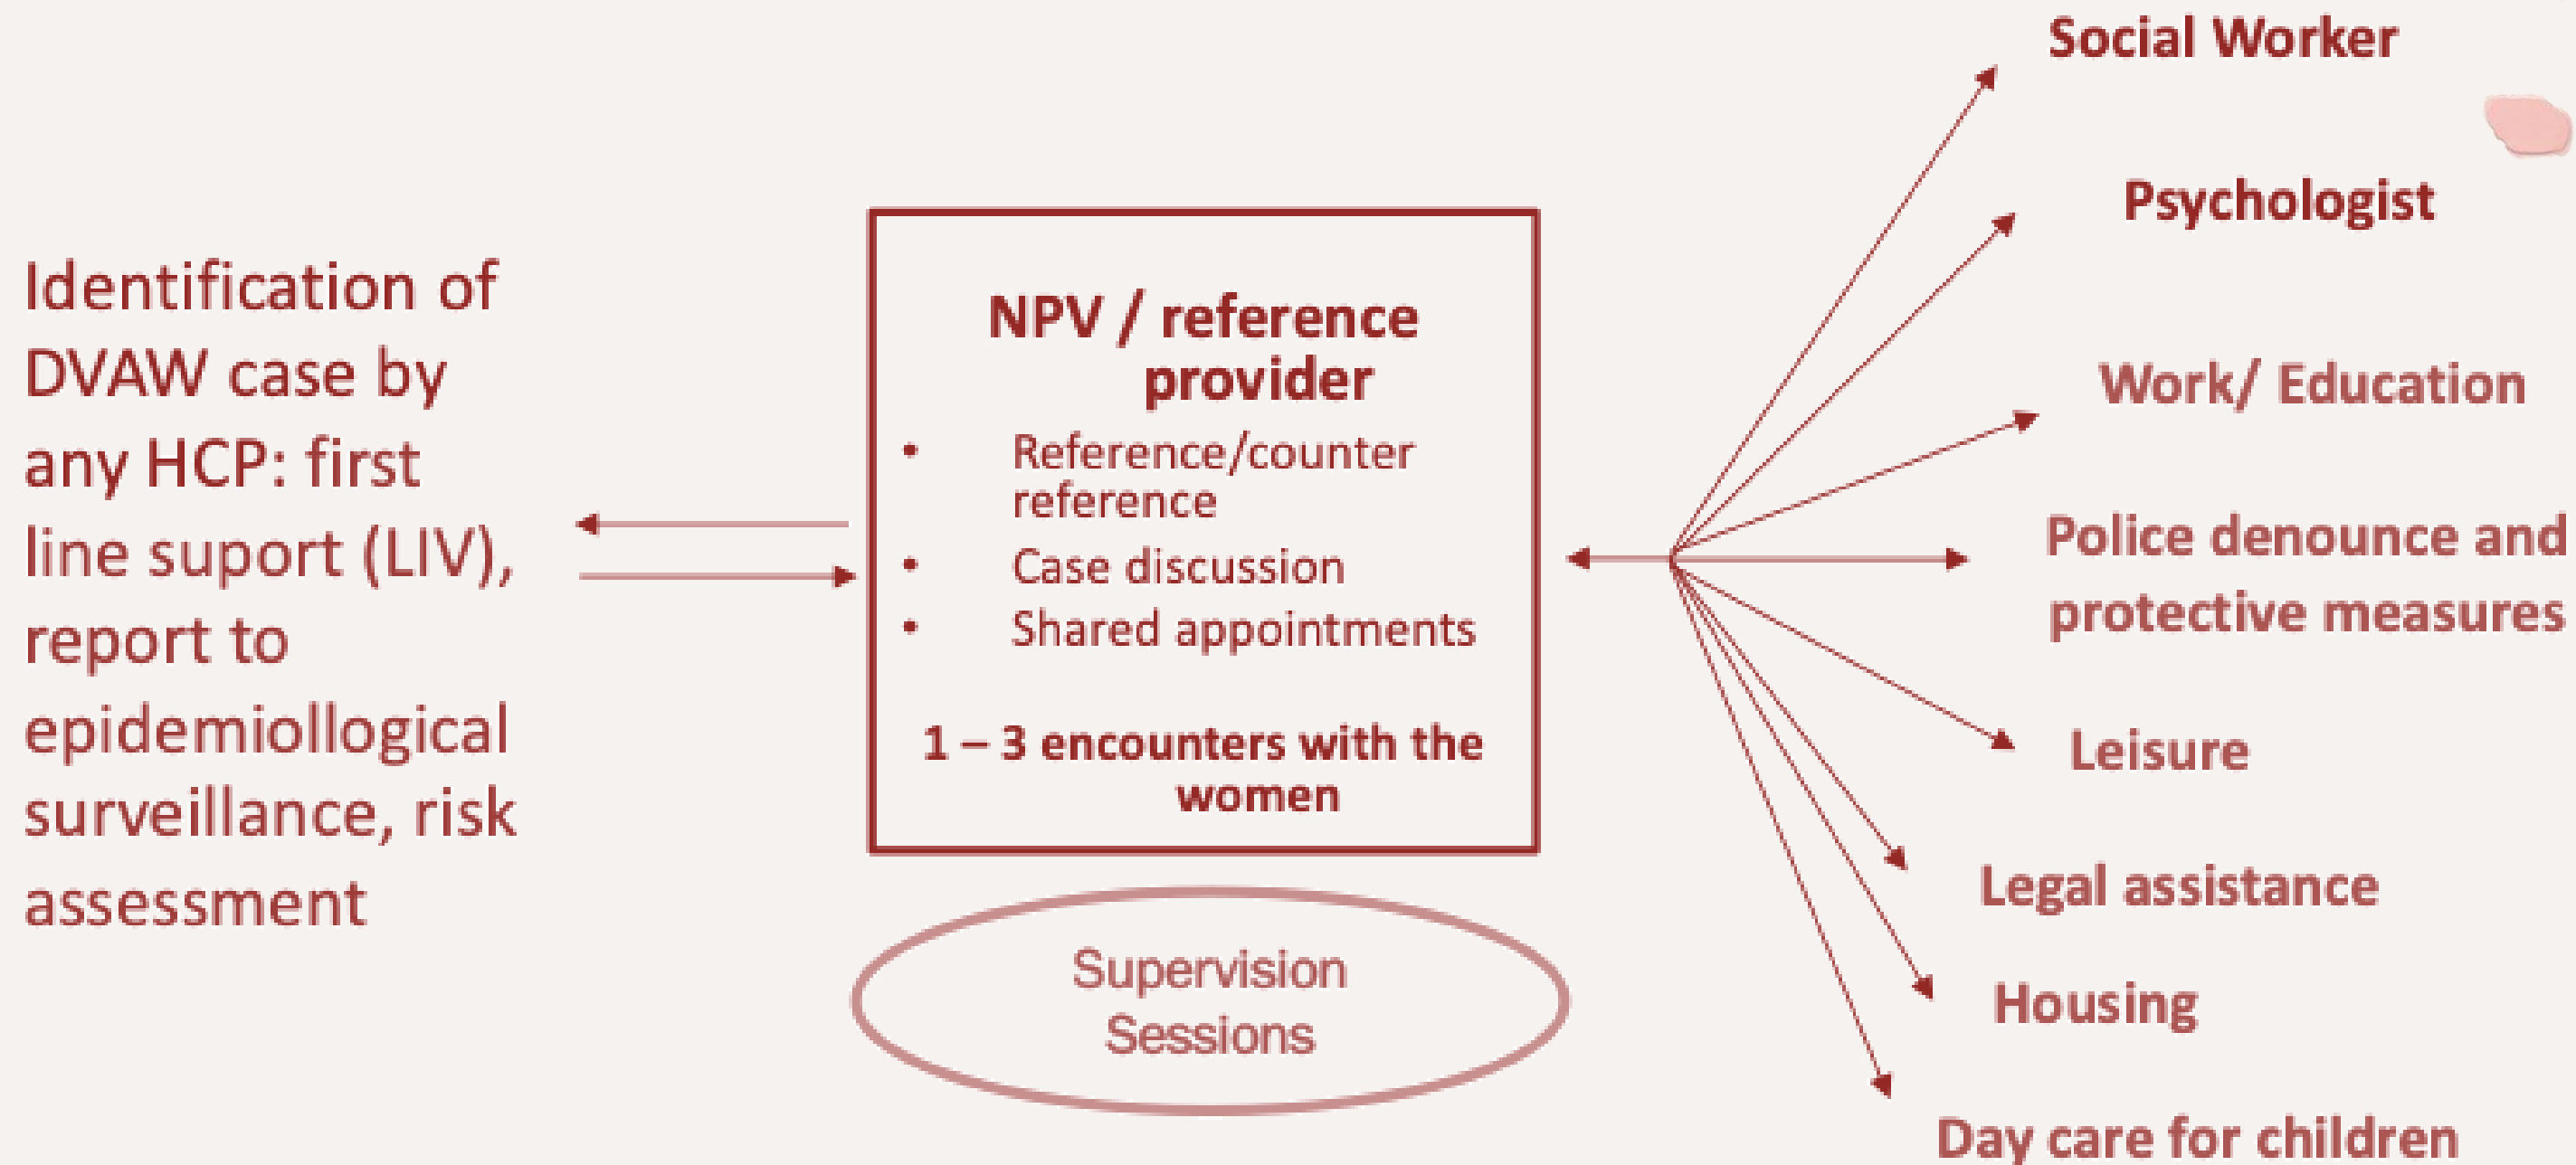 Identification of
DVAW case by
any HCP: first
line suport (LIV),
report to
epidemiollogical
surveillance, risk
assessment
NPV / reference
provider
• Reference/counter
reference
• Case discussion
• Shared appointments
1 – 3 encounters with the
women
Supervision
Sessions
Social Worker
Psychologist
Work/ Education
Police denounce and
protective measures
Leisure
Legal assistance
Housing
Day care for children